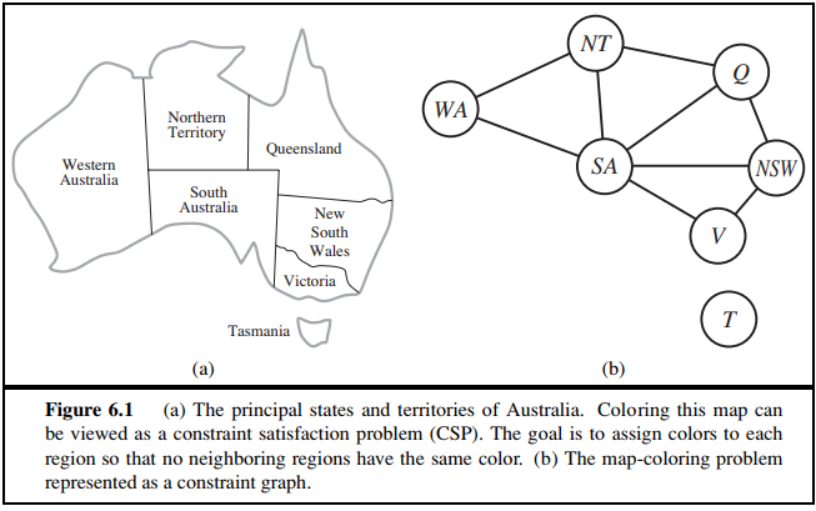 Northern
Territory
Western
Australia
Queensland
South
Australia
New
South
Wales
Victoria
Tasmania
(a)
NT
Q
WA
SA
NSW
V
T
(b)
Figure 6.1 (a) The principal states and territories of Australia. Coloring this map can
be viewed as a constraint satisfaction problem (CSP). The goal is to assign colors to each
region so that no neighboring regions have the same color. (b) The map-coloring problem
represented as a constraint graph.